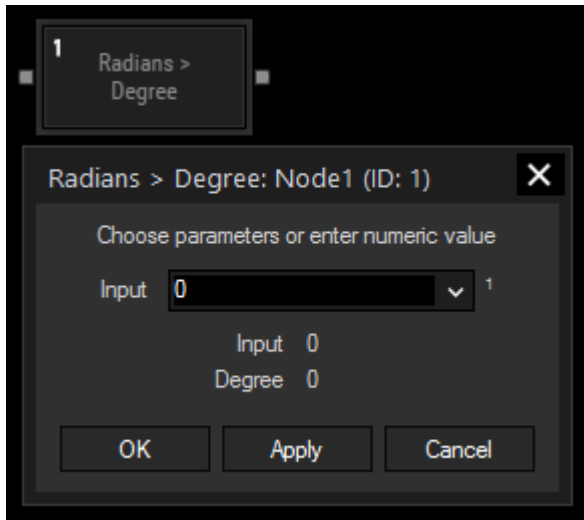 1
Radians >
Degree
Radians > Degree: Node1 (ID: 1)
Choose parameters or enter numeric value
Input 0 1
Input 0
Degree 0
OK Apply Cancel